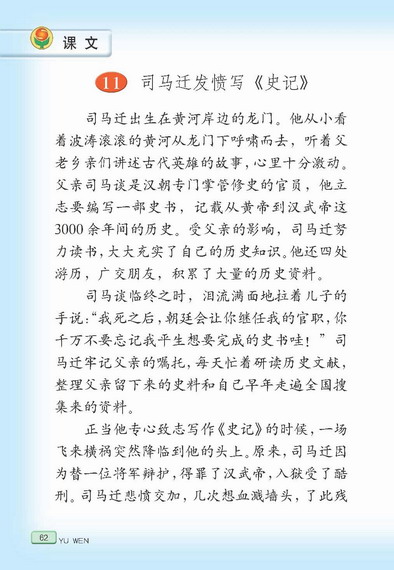 课文
11 司马迁发愤写《史记》
司马迁出生在黄河岸边的龙门。他从小看
着波涛滚滚的黄河从龙门下呼啸而去，听着父
老乡亲们讲述古代英雄的故事，心里十分激动。
父亲司马谈是汉朝专门掌管修史的官员，他立
志要编写一部史书，记载从黄帝到汉武帝这
3000余年间的历史。受父亲的影响，司马迁努
力读书，大大充实了自己的历史知识。他还四处
游历，广交朋友，积累了大量的历史资料。
司马谈临终之时，泪流满面地拉着儿子的
手说：“我死之后，朝廷会让你继任我的官职，你
千万不要忘记我平生想要完成的史书哇！”司
马迁牢记父亲的嘱托，每天忙着研读历史文献，
整理父亲留下来的史料和自己早年走遍全国搜
集来的资料。
正当他专心致志写作《史记》的时候，一场
飞来横祸突然降临到他的头上。原来，司马迁因
为替一位将军辩护，得罪了汉武帝，入狱受了酷
刑。司马迁悲愤交加，几次想血溅墙头，了此残
62 YU WEN